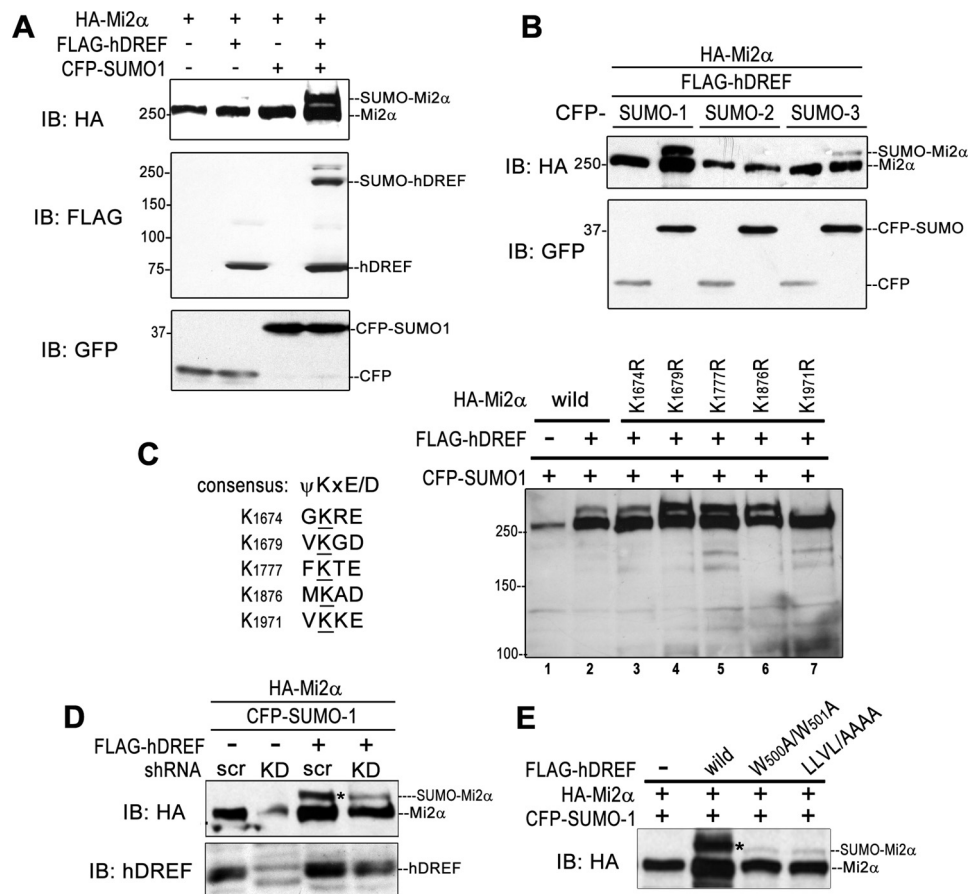 A
HA-Mi2α + + + +
FLAG-hDREF - + - +
CFP-SUMO1 - - + +
IB: HA
250
--SUMO-Mi2α
--Mi2α
IB: FLAG
250
150
100
75
--SUMO-hDREF
--hDREF
IB: GFP
37
--CFP-SUMO1
--CFP
B
HA-Mi2α
FLAG-hDREF
CFP- SUMO-1 SUMO-2 SUMO-3
IB: HA
250
--SUMO-Mi2α
--Mi2α
IB: GFP
37
--CFP-SUMO
--CFP
C
consensus: ψKxE/D
K1674 GKRE
K1679 VKGD
K1777 FKTE
K1876 MKAD
K1971 VKKE
HA-Mi2α wild K1674R K1679R K1777R K1876R K1971R
FLAG-hDREF - + + + + + +
CFP-SUMO1 + + + + + + +
250-
150-
100-
1 2 3 4 5 6 7
D
HA-Mi2α
CFP-SUMO-1
FLAG-hDREF - - + +
shRNA scr KD scr KD
IB: HA
*
----SUMO-Mi2α
--Mi2α
IB: hDREF
--hDREF
E
FLAG-hDREF - wild W500A/W501A LLVL/AAAA
HA-Mi2α + + + +
CFP-SUMO-1 + + + +
IB: HA
*
--SUMO-Mi2α
--Mi2α